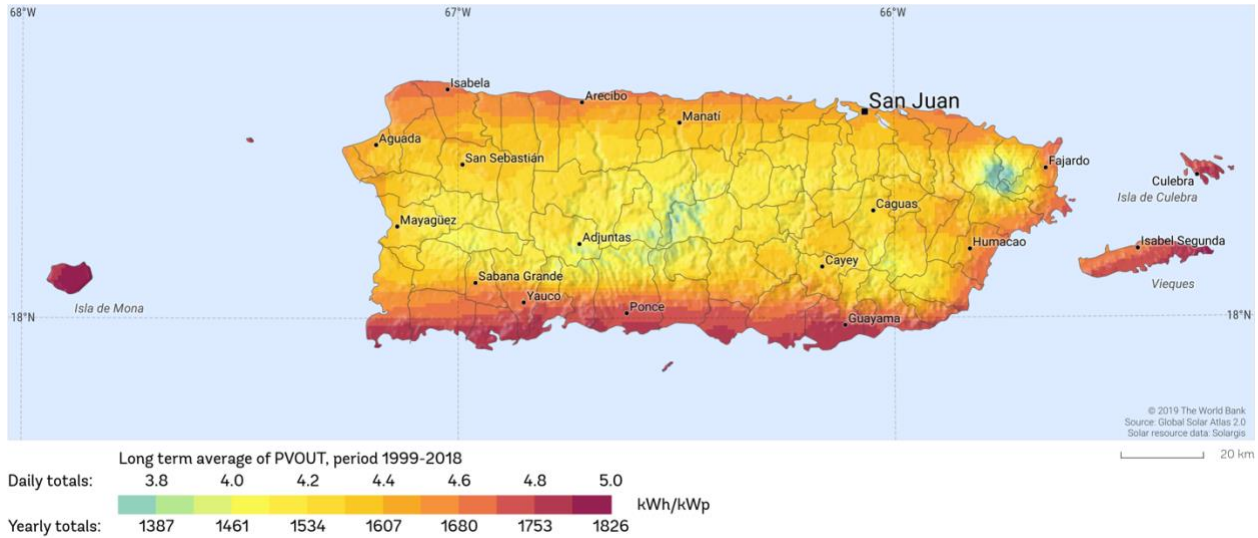 68°W
67°W
66°W
Isabela
Arecibo
San Juan
Manatí
Aguada
San Sebastián
Fajardo
Culebra
Isla de Culebra
Caguas
Mayagüez
Adjuntas
Humacao
Isabel Segunda
Cayey
Sabana Grande
Vieques
Yauco
Isla de Mona
Ponce
Guayama
18°N
18°N
© 2019 The World Bank
Source: Global Solar Atlas 2.0
Solar resource data: Solargis
20 km
Long term average of PVOUT, period 1999-2018
Daily totals: 3.8 4.0 4.2 4.4 4.6 4.8 5.0
kWh/kWp
Yearly totals: 1387 1461 1534 1607 1680 1753 1826